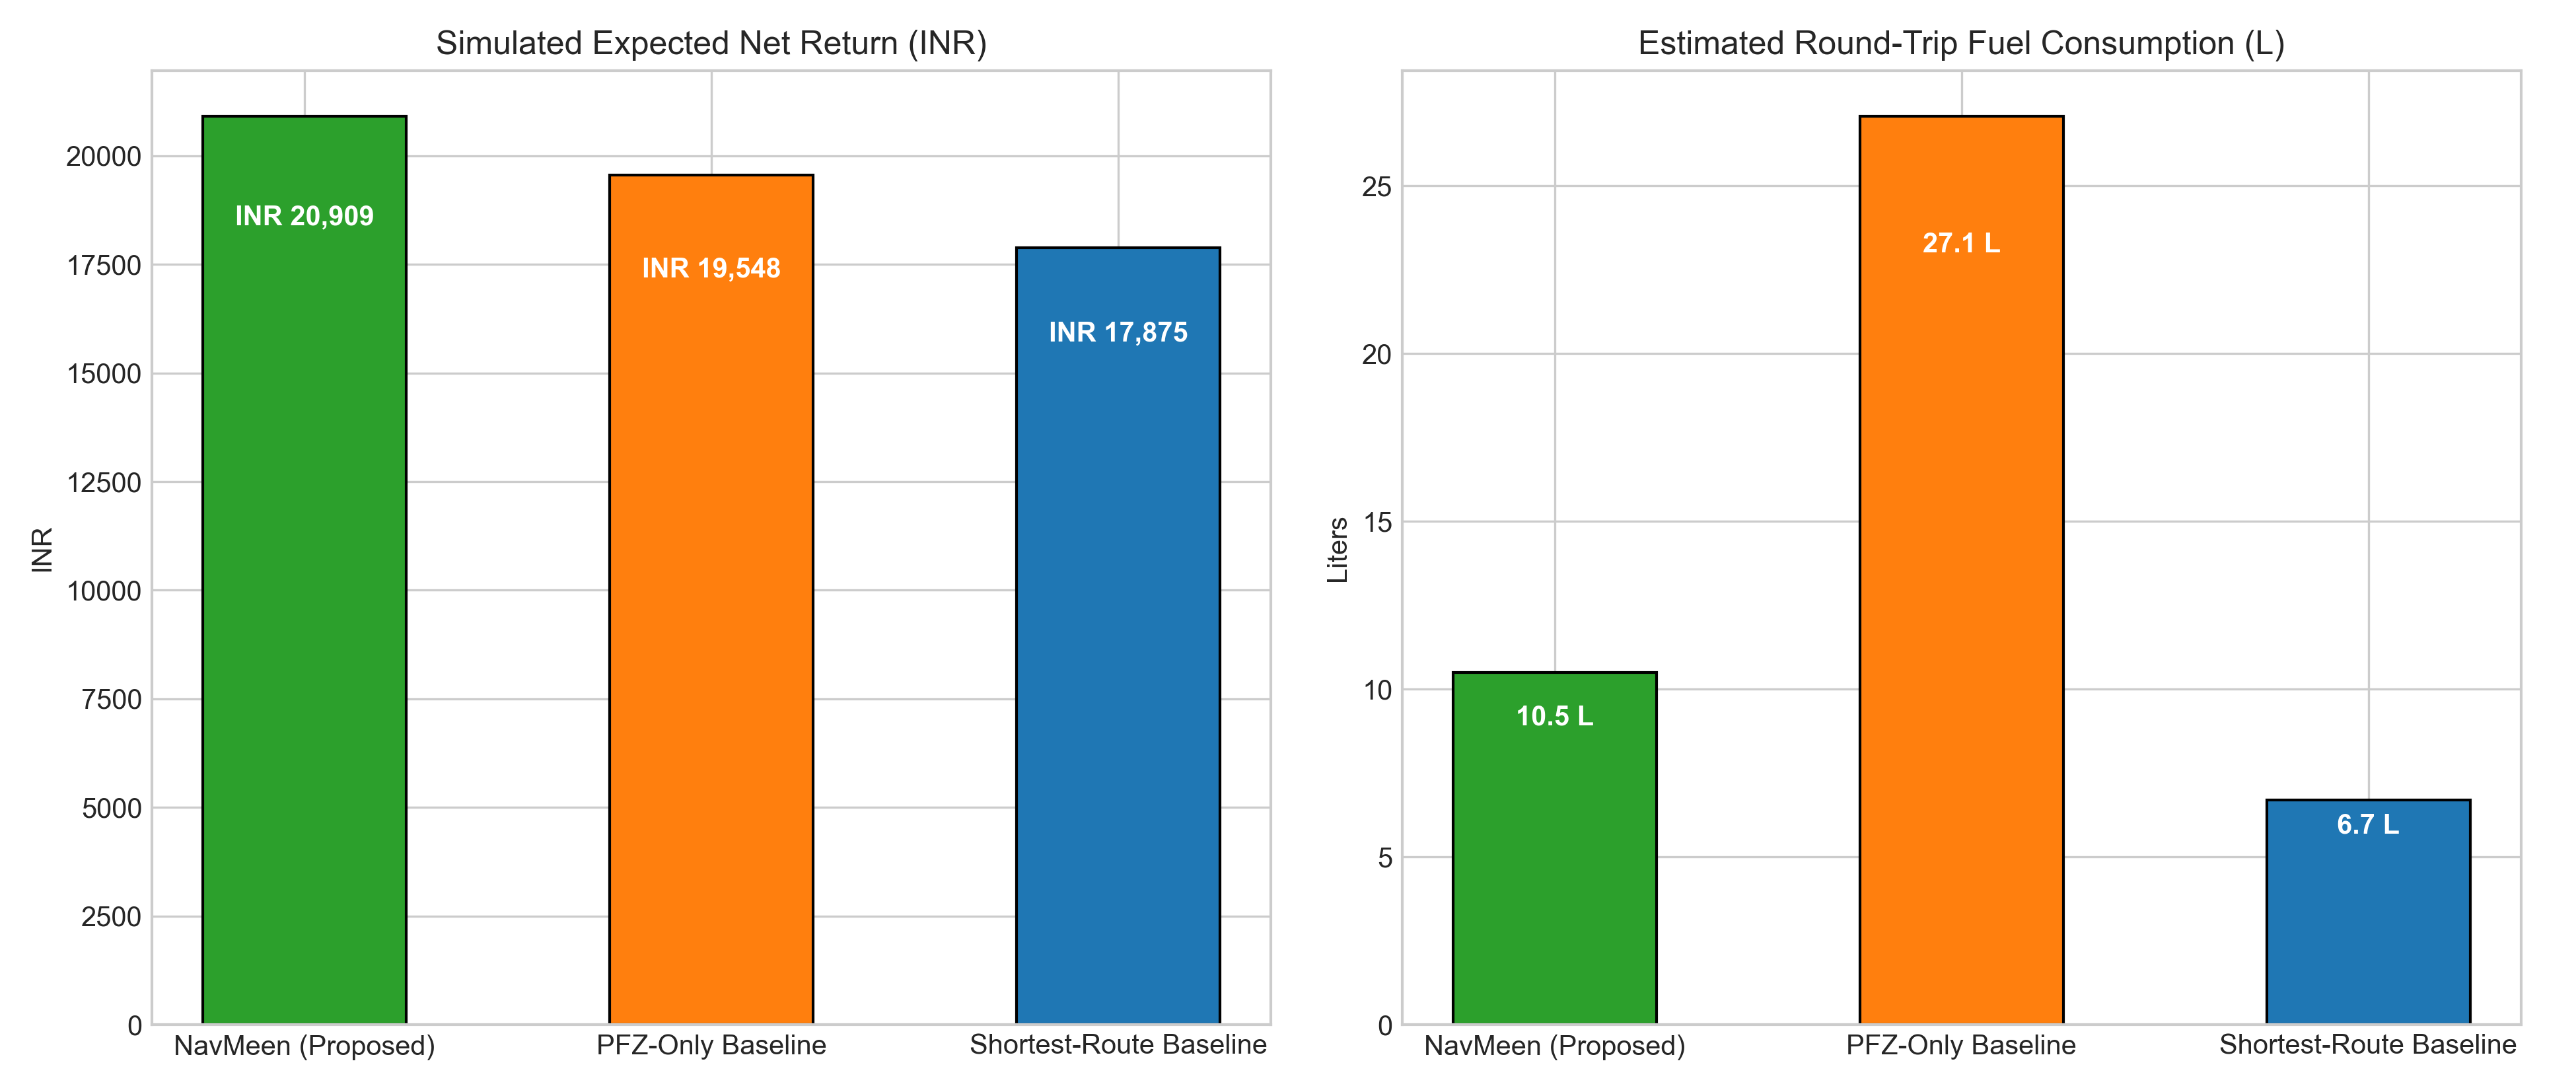 Simulated Expected Net Return (INR)
INR
20000
17500
15000
12500
10000
7500
5000
2500
0
INR 20,909
INR 19,548
INR 17,875
NavMeen (Proposed)
PFZ-Only Baseline
Shortest-Route Baseline
Estimated Round-Trip Fuel Consumption (L)
Liters
25
20
15
10
5
0
10.5 L
27.1 L
6.7 L
NavMeen (Proposed)
PFZ-Only Baseline
Shortest-Route Baseline